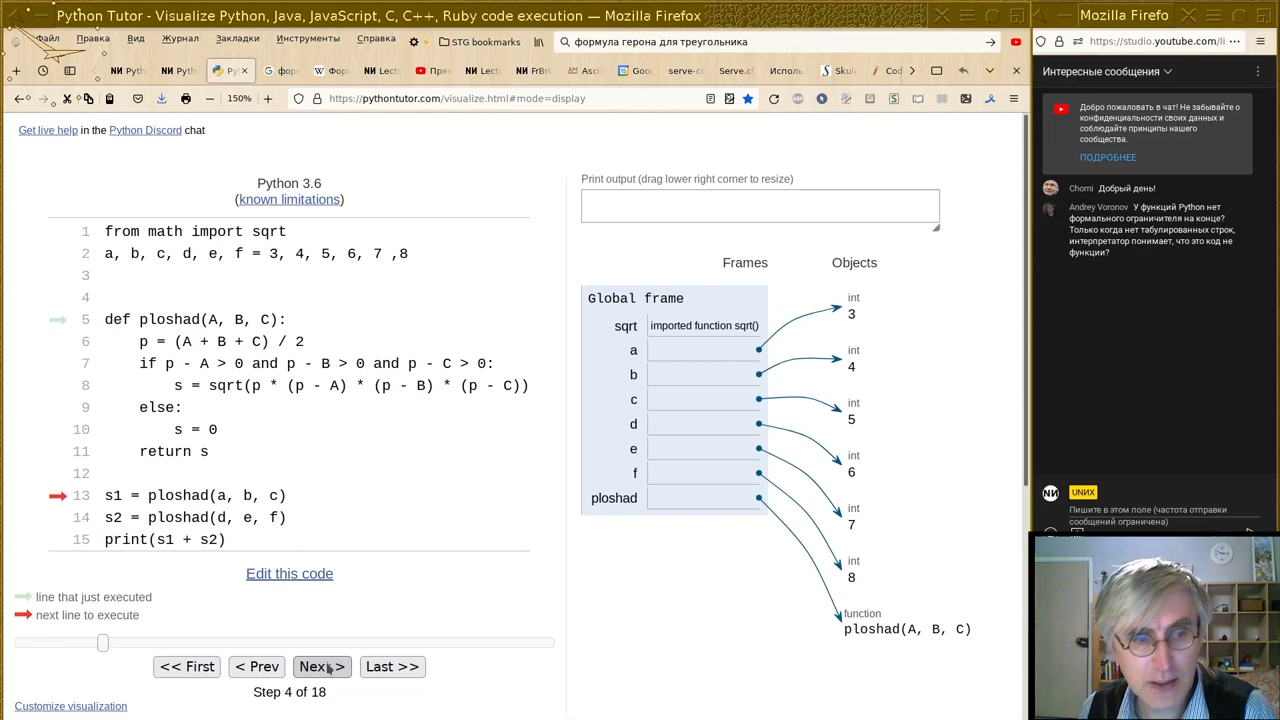 Python Tutor - Visualize Python, Java, JavaScript, C, C++, Ruby code execution — Mozilla Firefox
Mozilla Firefo
Файл Правка Вид Журнал Закладки Инструменты Справка
STG bookmarks
формула герона для треугольника
https://studio.youtube.com/li
150%
https://pythontutor.com/visualize.html#mode=display
Интересные сообщения
Get live help in the Python Discord chat
Python 3.6
(known limitations)
1 from math import sqrt
2 a, b, c, d, e, f = 3, 4, 5, 6, 7 ,8
3
4
5 def ploshad(A, B, C):
6 p = (A + B + C) / 2
7 if p - A > 0 and p - B > 0 and p - C > 0:
8 s = sqrt(p * (p - A) * (p - B) * (p - C))
9 else:
10 s = 0
11 return s
12
13 s1 = ploshad(a, b, c)
14 s2 = ploshad(d, e, f)
15 print(s1 + s2)
Edit this code
line that just executed
next line to execute
<< First
< Prev
Next >
Last >>
Step 4 of 18
Customize visualization
Print output (drag lower right corner to resize)
Frames
Objects
Global frame
sqrt imported function sqrt()
a
b
c
d
e
f
ploshad
int
3
int
4
int
5
int
6
int
7
int
8
function
ploshad(A, B, C)
Добро пожаловать в чат! Не забывайте о
конфиденциальности своих данных и
соблюдайте принципы нашего
сообщества.
ПОДРОБНЕЕ
Chorni Добрый день!
Andrey Voronov У функций Python нет
формального ограничителя на конце?
Только когда нет табулированных строк,
интерпретатор понимает, что это код не
функции?
UNИX
Пишите в этом поле (частота отправки
сообщений ограничена)